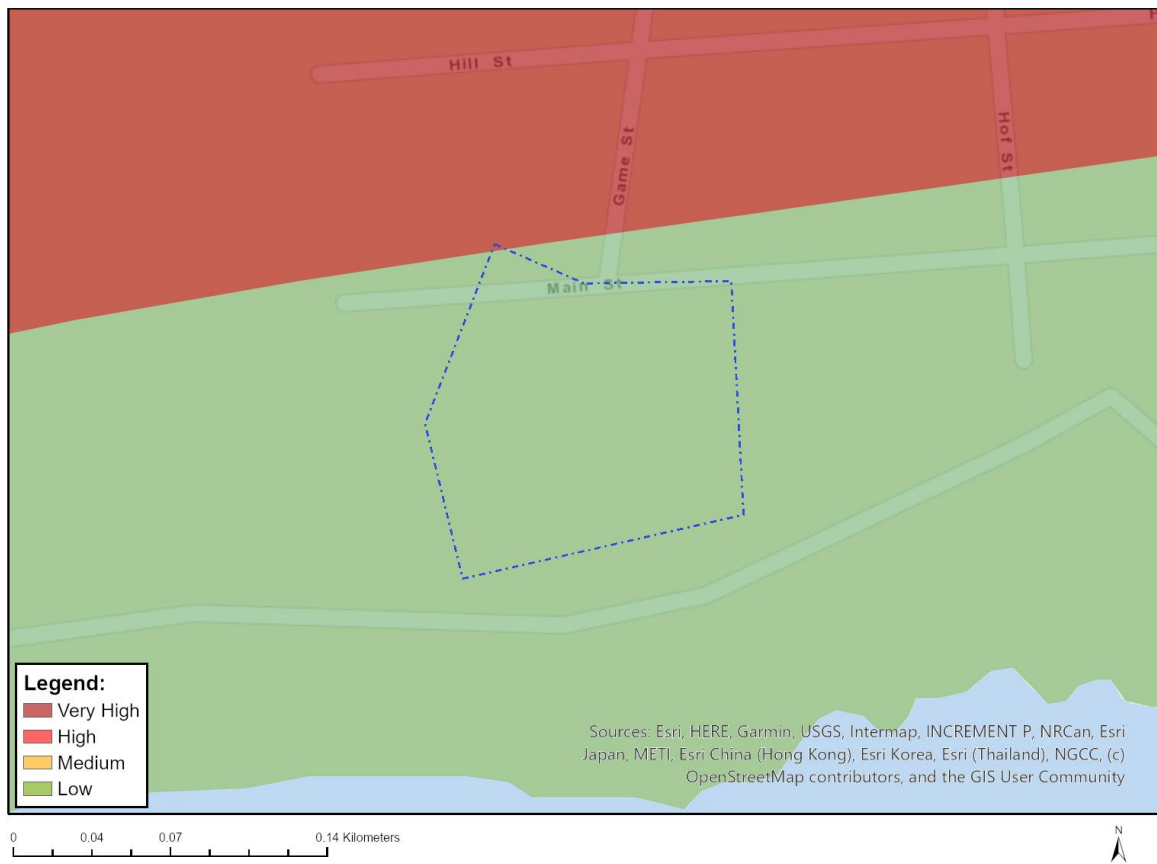 Hill St
Game St
Hof St
Main St
Legend:
Very High
High
Medium
Low
Sources: Esri, HERE, Garmin, USGS, Intermap, INCREMENT P, NRCan, Esri
Japan, METI, Esri China (Hong Kong), Esri Korea, Esri (Thailand), NGCC, (c)
OpenStreetMap contributors, and the GIS User Community
0 0.04 0.07 0.14 Kilometers
N